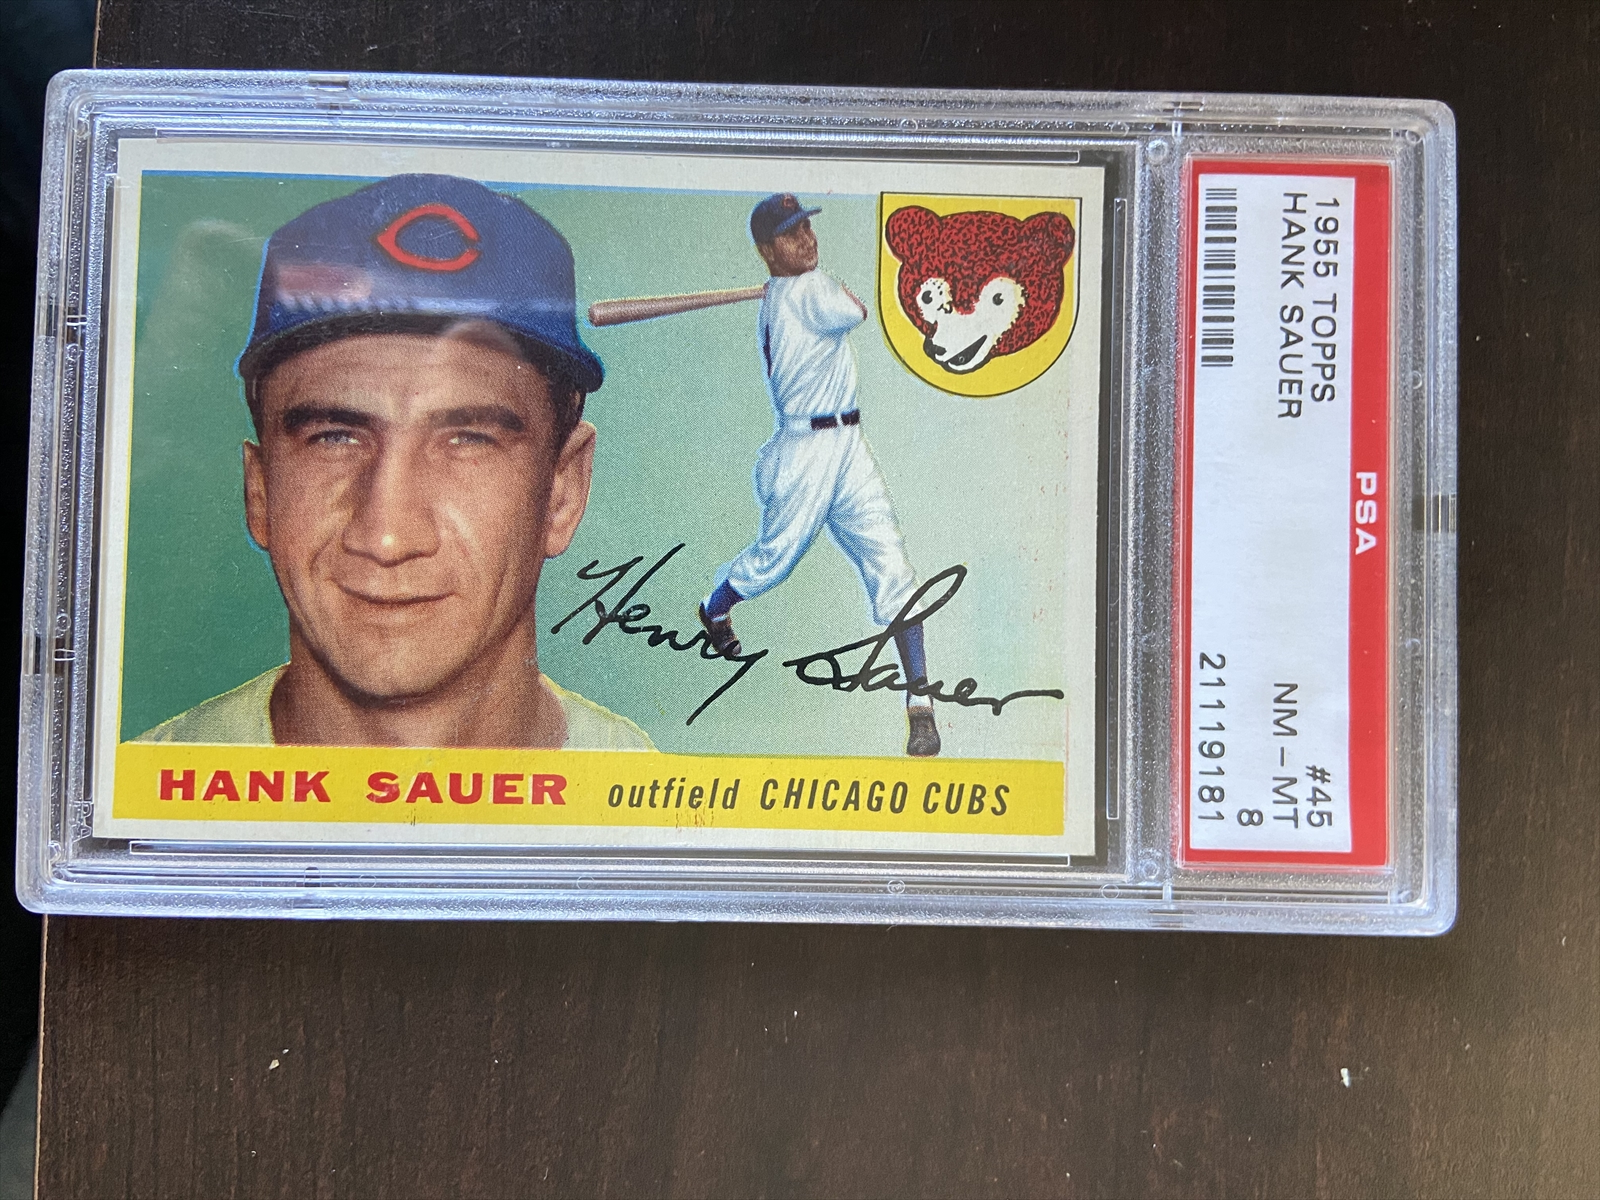 HANK SAUER outfield CHICAGO CUBS
Henry Sauer
1955 TOPPS #45
HANK SAUER NM-MT
8
21119181
PSA